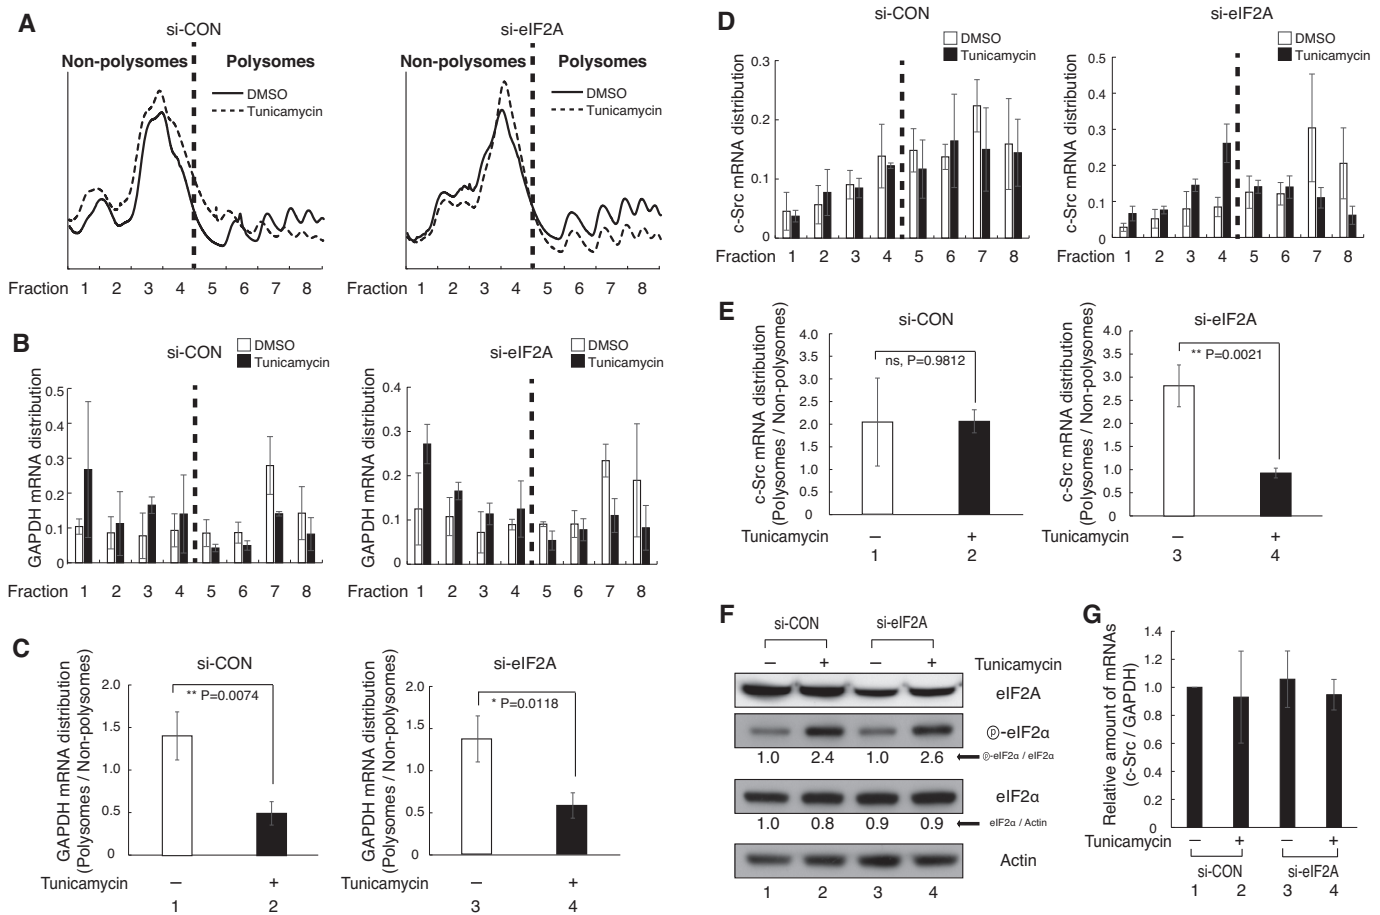 A
si-CON
Non-polysomes
Polysomes
DMSO
Tunicamycin
si-eIF2A
Non-polysomes
Polysomes
DMSO
Tunicamycin
Fraction 1 2 3 4 5 6 7 8
1 2 3 4 5 6 7 8
B
si-CON
DMSO
Tunicamycin
GAPDH mRNA distribution
0.5
0.4
0.3
0.2
0.1
0
si-eIF2A
DMSO
Tunicamycin
GAPDH mRNA distribution
0.4
0.3
0.2
0.1
0
Fraction 1 2 3 4 5 6 7 8
1 2 3 4 5 6 7 8
C
si-CON
GAPDH mRNA distribution
(Polysomes / Non-polysomes)
2.0
1.5
1.0
0.5
0
** P=0.0074
Tunicamycin − +
1 2
si-eIF2A
GAPDH mRNA distribution
(Polysomes / Non-polysomes)
2.0
1.5
1.0
0.5
0
* P=0.0118
− +
3 4
D
si-CON
DMSO
Tunicamycin
c-Src mRNA distribution
0.3
0.2
0.1
0
si-eIF2A
DMSO
Tunicamycin
c-Src mRNA distribution
0.5
0.4
0.3
0.2
0.1
0
Fraction 1 2 3 4 5 6 7 8
1 2 3 4 5 6 7 8
E
si-CON
c-Src mRNA distribution
(Polysomes / Non-polysomes)
4.0
3.5
3.0
2.5
2.0
1.5
1.0
0.5
0
ns, P=0.9812
Tunicamycin − +
1 2
si-eIF2A
c-Src mRNA distribution
(Polysomes / Non-polysomes)
4.0
3.5
3.0
2.5
2.0
1.5
1.0
0.5
0
** P=0.0021
− +
3 4
F
si-CON si-eIF2A
− + − + Tunicamycin
eIF2A
ⓟ-eIF2α
1.0 2.4 1.0 2.6 ⓟ-eIF2α / eIF2α
eIF2α
1.0 0.8 0.9 0.9 eIF2α / Actin
Actin
1 2 3 4
G
Relative amount of mRNAs
(c-Src / GAPDH)
1.4
1.2
1.0
0.8
0.6
0.4
0.2
0
Tunicamycin − + − +
si-CON si-eIF2A
1 2 3 4